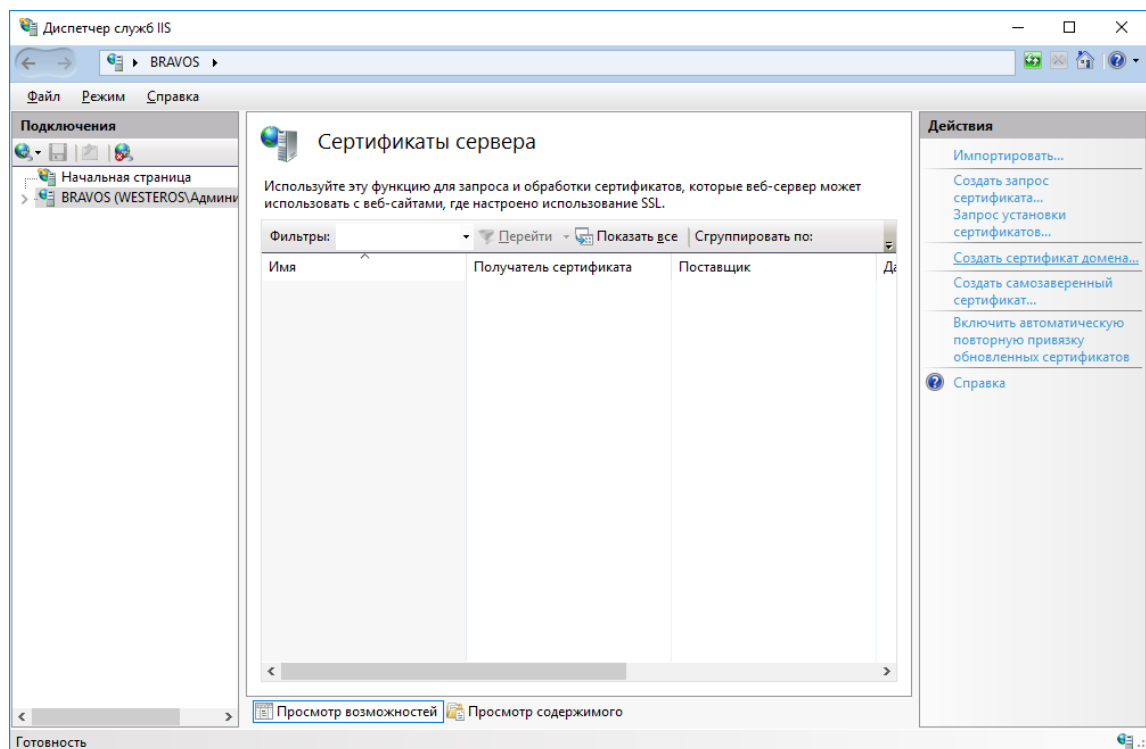 Диспетчер служб IIS
BRAVOS
Файл Режим Справка
Подключения
Начальная страница
BRAVOS (WESTEROS\Админи
Сертификаты сервера
Используйте эту функцию для запроса и обработки сертификатов, которые веб-сервер может
использовать с веб-сайтами, где настроено использование SSL.
Фильтры: Перейти Показать все Сгруппировать по:
Имя Получатель сертификата Поставщик Да
Просмотр возможностей Просмотр содержимого
Действия
Импортировать...
Создать запрос
сертификата...
Запрос установки
сертификатов...
Создать сертификат домена...
Создать самозаверенный
сертификат...
Включить автоматическую
повторную привязку
обновленных сертификатов
Справка
Готовность